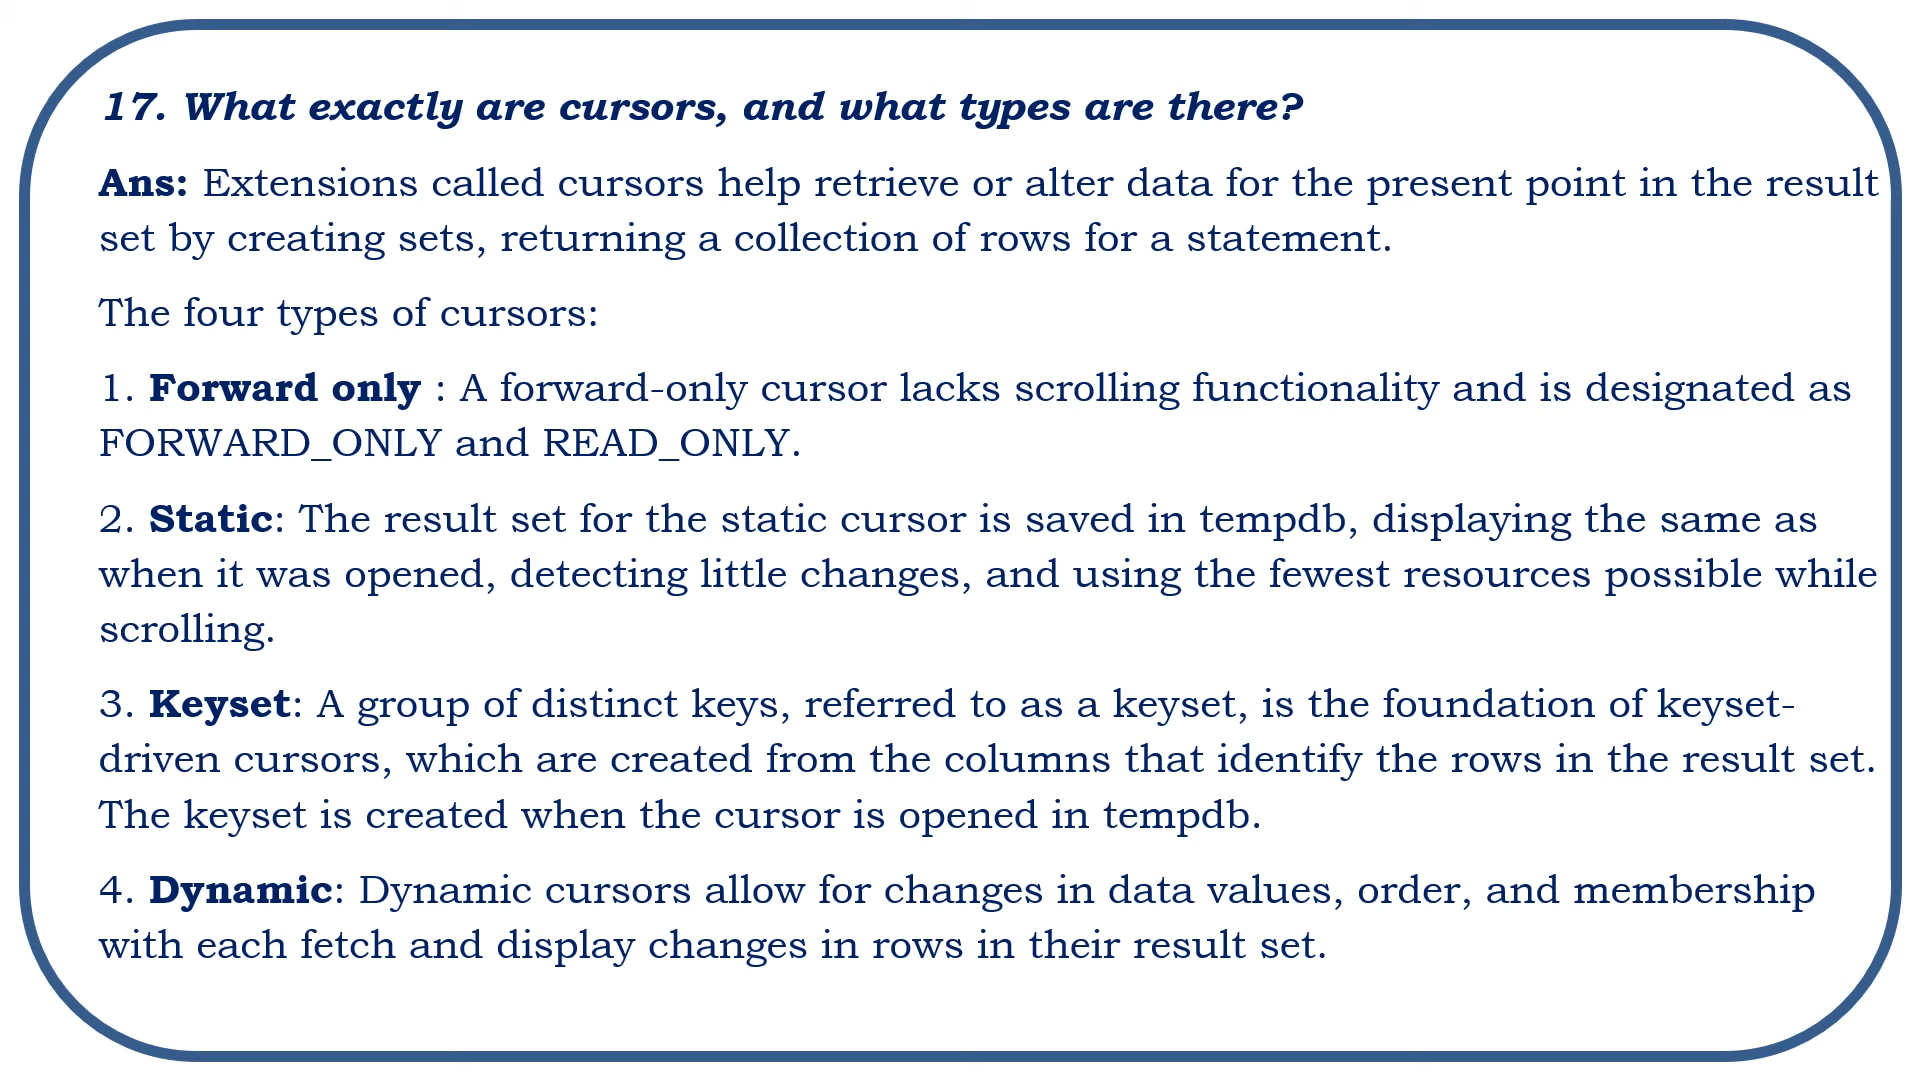 17. What exactly are cursors, and what types are there?
Ans: Extensions called cursors help retrieve or alter data for the present point in the result
set by creating sets, returning a collection of rows for a statement.
The four types of cursors:
1. Forward only : A forward-only cursor lacks scrolling functionality and is designated as
FORWARD_ONLY and READ_ONLY.
2. Static: The result set for the static cursor is saved in tempdb, displaying the same as
when it was opened, detecting little changes, and using the fewest resources possible while
scrolling.
3. Keyset: A group of distinct keys, referred to as a keyset, is the foundation of keyset-
driven cursors, which are created from the columns that identify the rows in the result set.
The keyset is created when the cursor is opened in tempdb.
4. Dynamic: Dynamic cursors allow for changes in data values, order, and membership
with each fetch and display changes in rows in their result set.